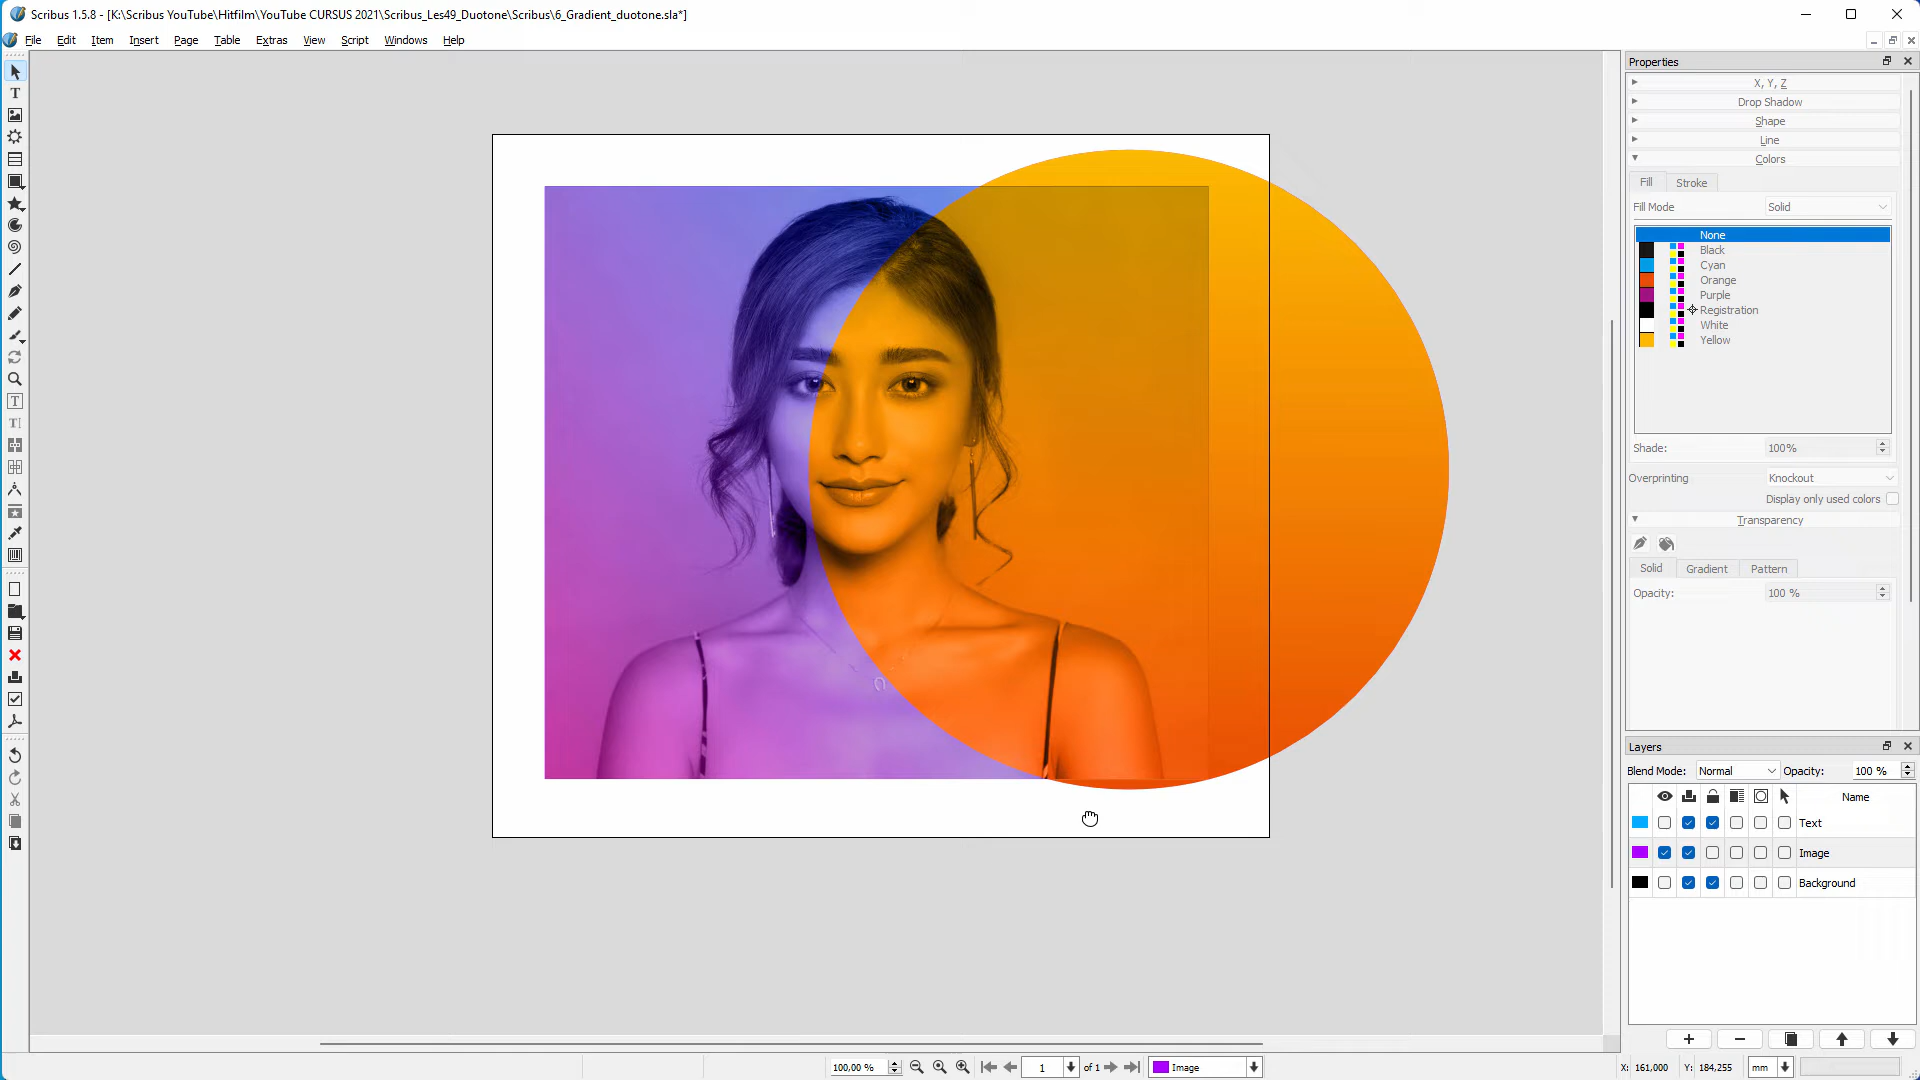 Scribus 1.5.8 - [K:\Scribus YouTube\Hitfilm\YouTube CURSUS 2021\Scribus_Les49_Duotone\Scribus\6_Gradient_duotone.sla*]
File Edit Item Insert Page Table Extras View Script Windows Help
Properties
X, Y, Z
Drop Shadow
Shape
Line
Colors
Fill Stroke
Fill Mode Solid
None
Black
Cyan
Orange
Purple
Registration
White
Yellow
Shade: 100%
Overprinting Knockout
Display only used colors
Transparency
Solid Gradient Pattern
Opacity: 100 %
Layers
Blend Mode: Normal Opacity: 100 %
Name
Text
Image
Background
100,00 % 1 of 1 Image X: 161,000 Y: 184,255 mm